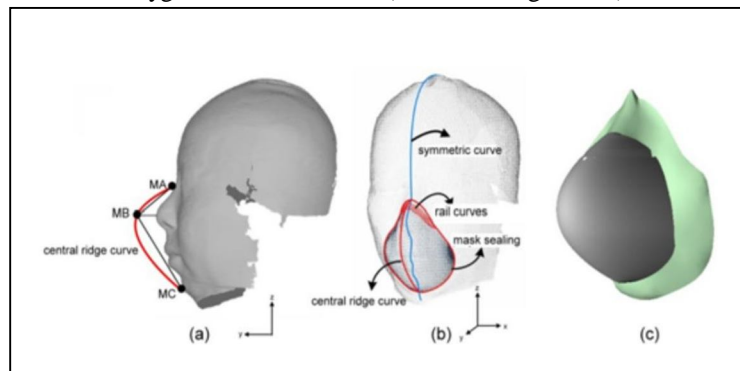 MA
MB
central ridge curve
MC
z
y
(a)
symmetric curve
rail curves
mask sealing
central ridge curve
z
x
y
(b)
(c)